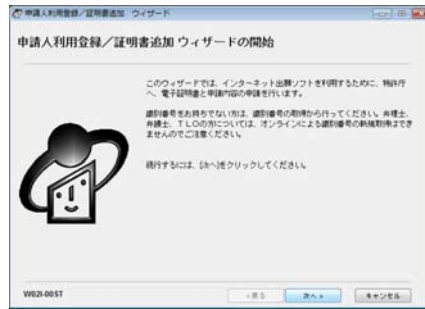 申請人利用登録／証明書追加 ウィザード
申請人利用登録／証明書追加 ウィザードの開始
このウィザードでは、インターネット出願ソフトを利用するために、特許庁
へ、電子証明書と申請内容の申請を行います。
識別番号をお持ちでない方は、識別番号の取得から行ってください。弁理士、
弁護士、TLOの方については、オンラインによる識別番号の新規取得はでき
ませんのでご注意ください。
続行するには、[次へ]をクリックしてください。
W02I-00ST
<戻る
次へ>
キャンセル